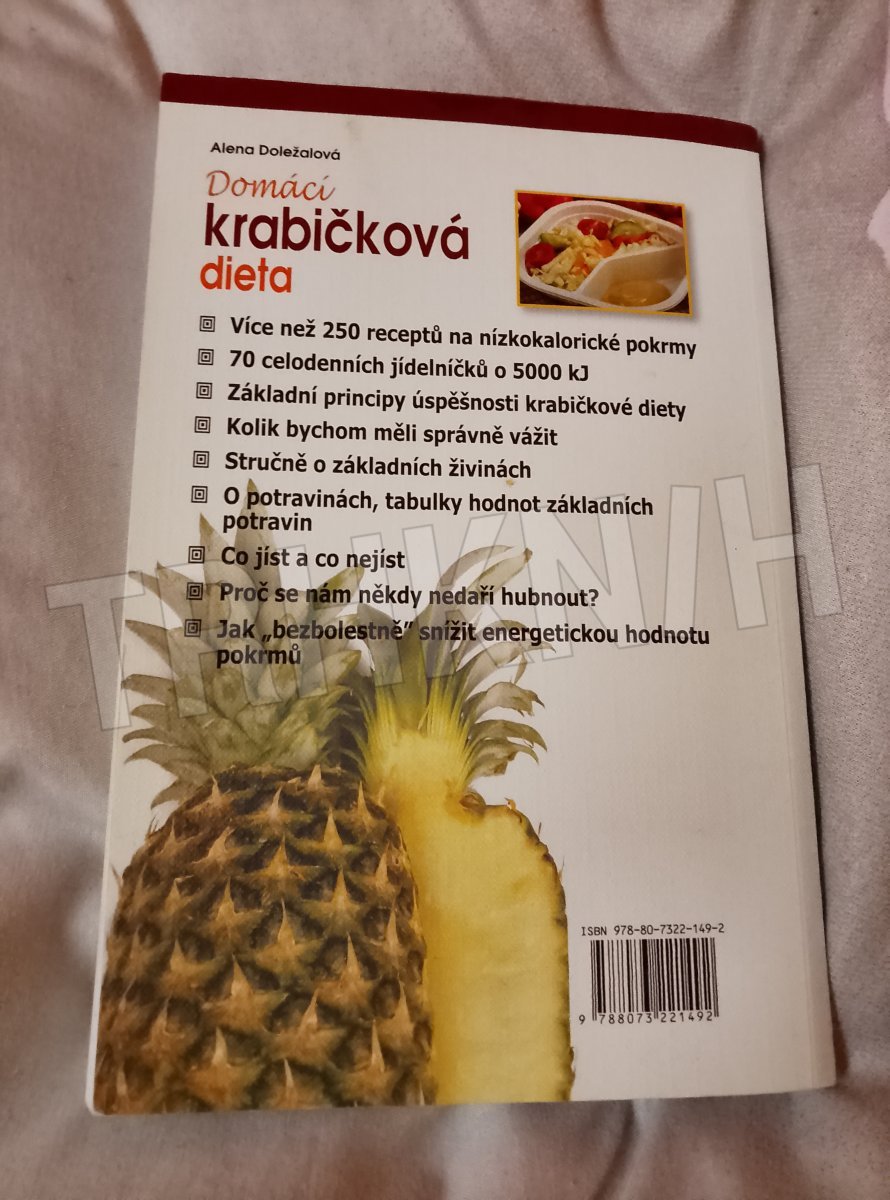 Alena Doležalová
Domácí
krabičková
dieta
Více než 250 receptů na nízkokalorické pokrmy
70 celodenních jídelníčků o 5000 kJ
Základní principy úspěšnosti krabičkové diety
Kolik bychom měli správně vážit
Stručně o základních živinách
O potravinách, tabulky hodnot základních
potravin
Co jíst a co nejíst
Proč se nám někdy nedaří hubnout?
Jak „bezbolestně” snížit energetickou hodnotu
pokrmů
TRHKNIH
ISBN 978-80-7322-149-2
9 788073 221492